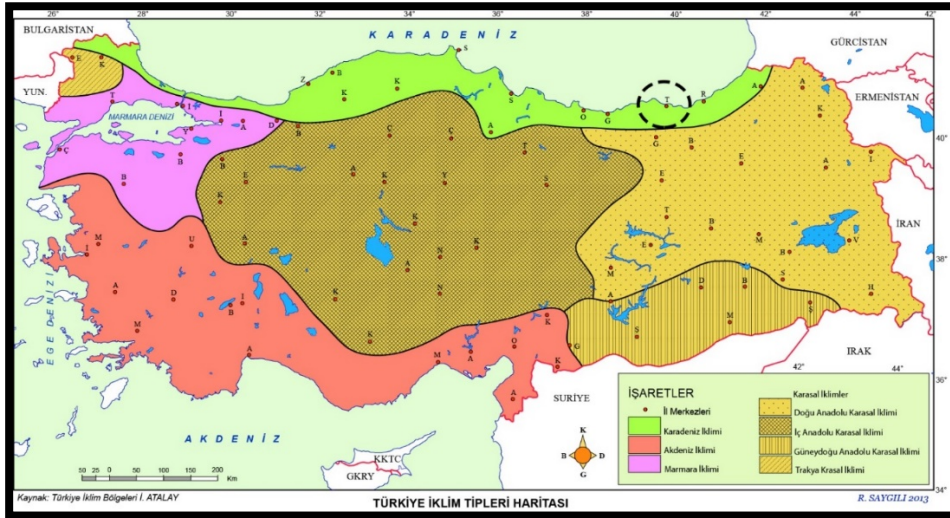 26° 28° 30° 32° 34° 36° 38° 40° 42° 44° 42°
BULGARİSTAN
KARADENİZ
GÜRCİSTAN
YUN.
MARMARA DENİZİ
ERMENİSTAN
40°
İRAN
38°
EGE DENİZİ
IRAK
42° 44°
SURİYE
36°
AKDENİZ
KKTC
GKRY
34°
K
B D
G
50 25 0 50 100 150 200
Km
İŞARETLER
İl Merkezleri
Karadeniz İklimi
Akdeniz İklimi
Marmara İklimi
Karasal İklimler
Doğu Anadolu Karasal İklimi
İç Anadolu Karasal İklimi
Güneydoğu Anadolu Karasal İklimi
Trakya Krasal İklimi
Kaynak: Türkiye İklim Bölgeleri İ. ATALAY
TÜRKİYE İKLİM TİPLERİ HARİTASI
R. SAYGILI 2013